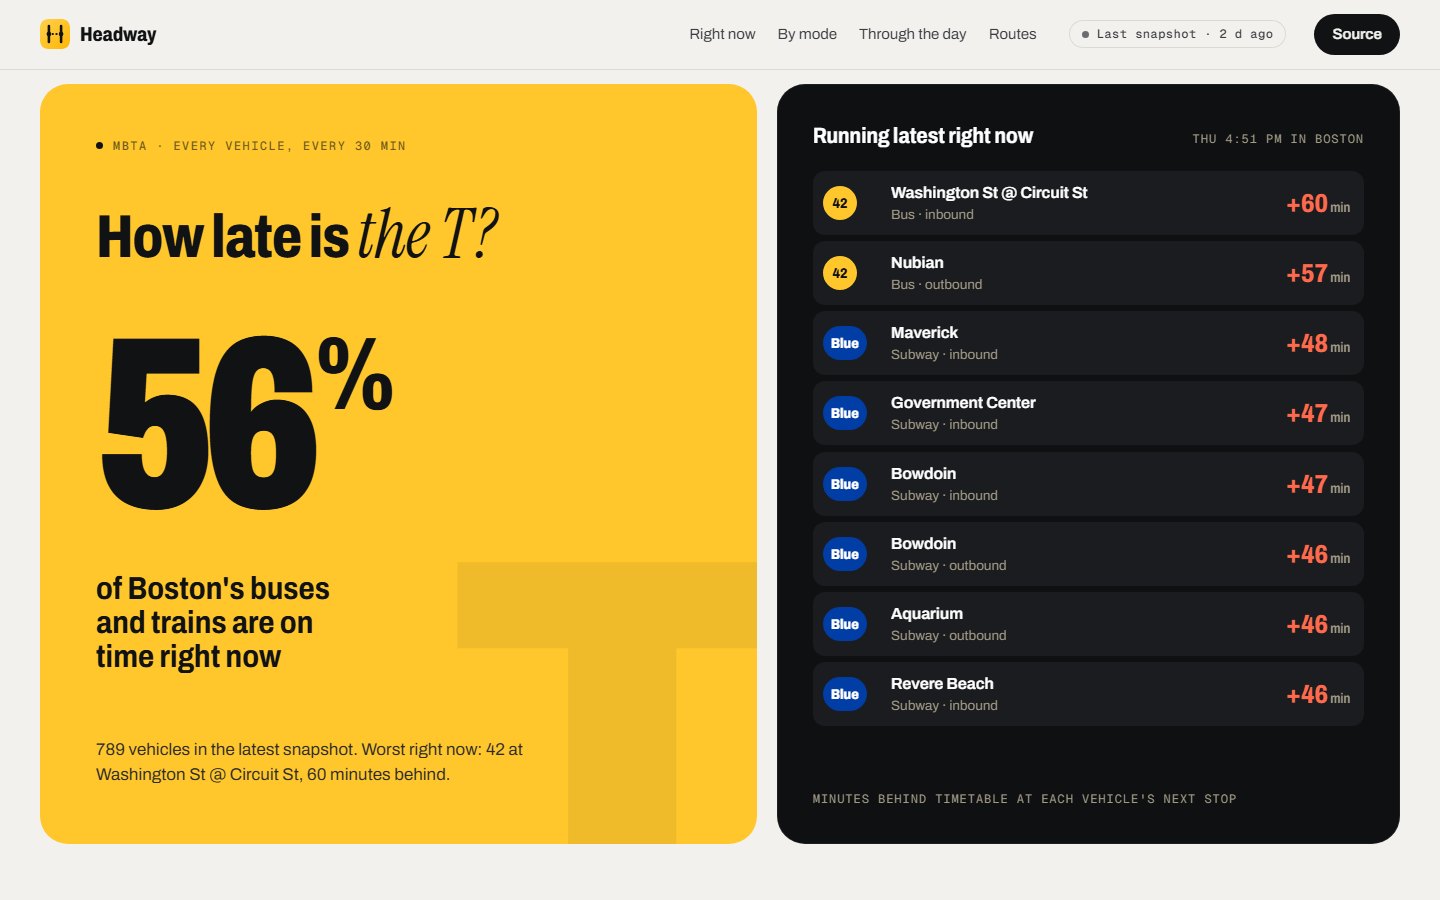 Headway
Right now
By mode
Through the day
Routes
Last snapshot · 2 d ago
Source
MBTA · EVERY VEHICLE, EVERY 30 MIN
How late is the T?
56%
of Boston's buses
and trains are on
time right now
789 vehicles in the latest snapshot. Worst right now: 42 at
Washington St @ Circuit St, 60 minutes behind.
T
Running latest right now
THU 4:51 PM IN BOSTON
42
Washington St @ Circuit St
Bus · inbound
+60 min
42
Nubian
Bus · outbound
+57 min
Blue
Maverick
Subway · inbound
+48 min
Blue
Government Center
Subway · inbound
+47 min
Blue
Bowdoin
Subway · inbound
+47 min
Blue
Bowdoin
Subway · outbound
+46 min
Blue
Aquarium
Subway · outbound
+46 min
Blue
Revere Beach
Subway · inbound
+46 min
MINUTES BEHIND TIMETABLE AT EACH VEHICLE'S NEXT STOP